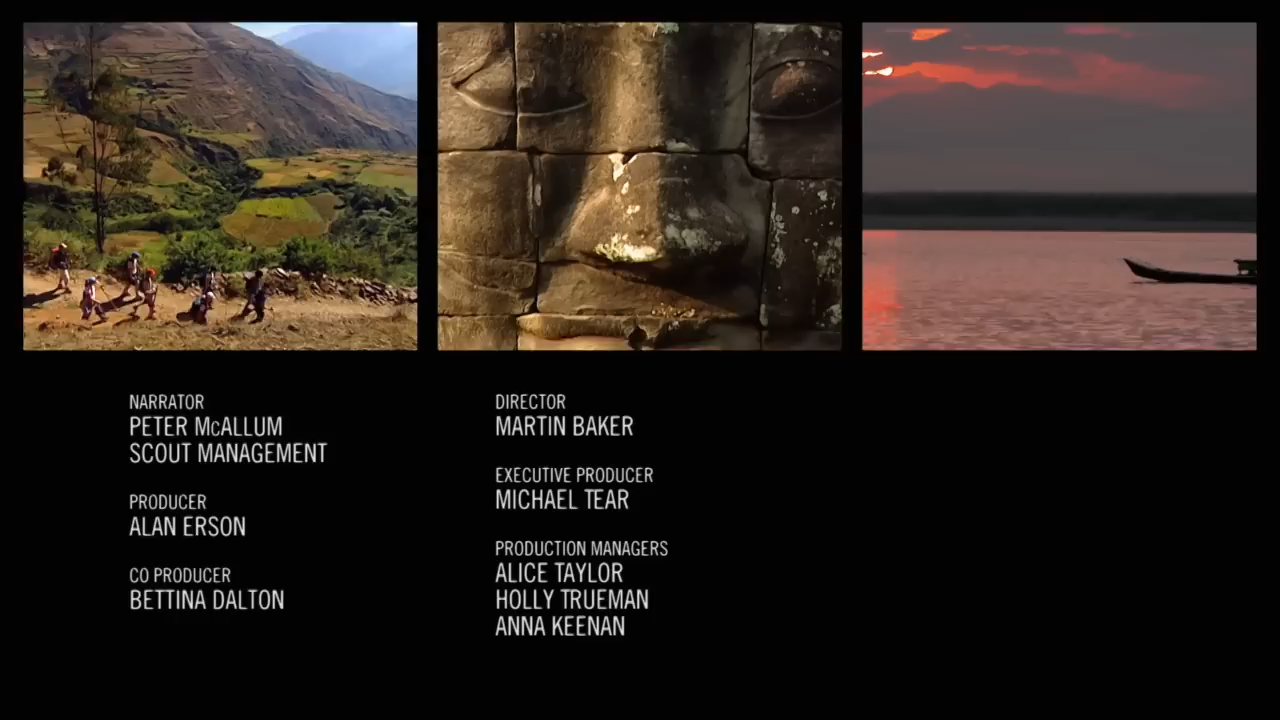 NARRATOR
PETER McALLUM
SCOUT MANAGEMENT
PRODUCER
ALAN ERSON
CO PRODUCER
BETTINA DALTON
DIRECTOR
MARTIN BAKER
EXECUTIVE PRODUCER
MICHAEL TEAR
PRODUCTION MANAGERS
ALICE TAYLOR
HOLLY TRUEMAN
ANNA KEENAN